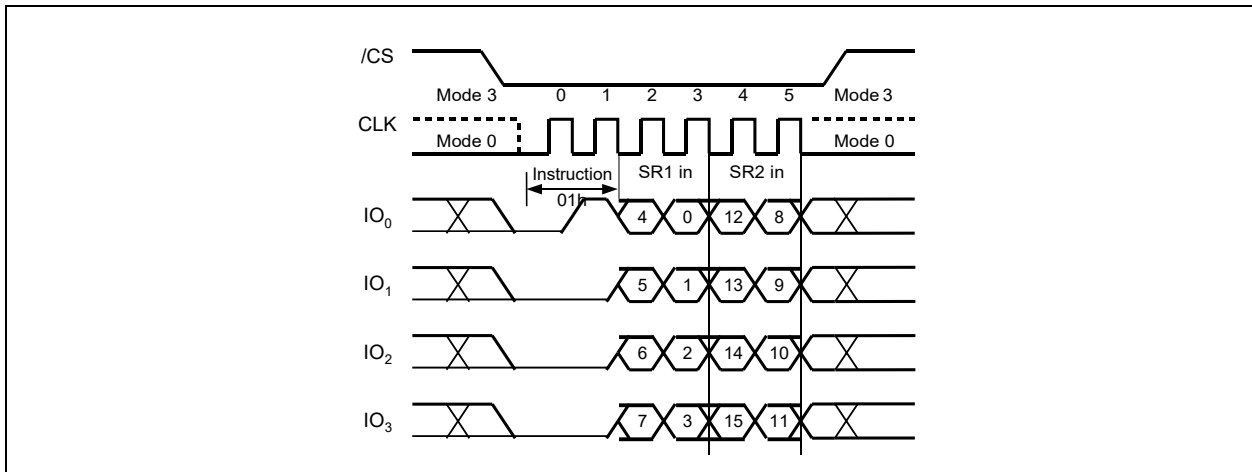 /CS
Mode 3 0 1 2 3 4 5 Mode 3
CLK
Mode 0 Mode 0
Instruction SR1 in SR2 in
01h
IO0 4 0 12 8
IO1 5 1 13 9
IO2 6 2 14 10
IO3 7 3 15 11